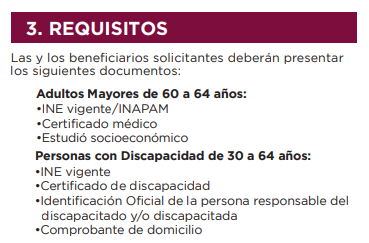 3. REQUISITOS
Las y los beneficiarios solicitantes deberán presentar
los siguientes documentos:
Adultos Mayores de 60 a 64 años:
•INE vigente/INAPAM
•Certificado médico
•Estudió socioeconómico
Personas con Discapacidad de 30 a 64 años:
•INE vigente
•Certificado de discapacidad
•Identificación Oficial de la persona responsable del
discapacitado y/o discapacitada
•Comprobante de domicilio